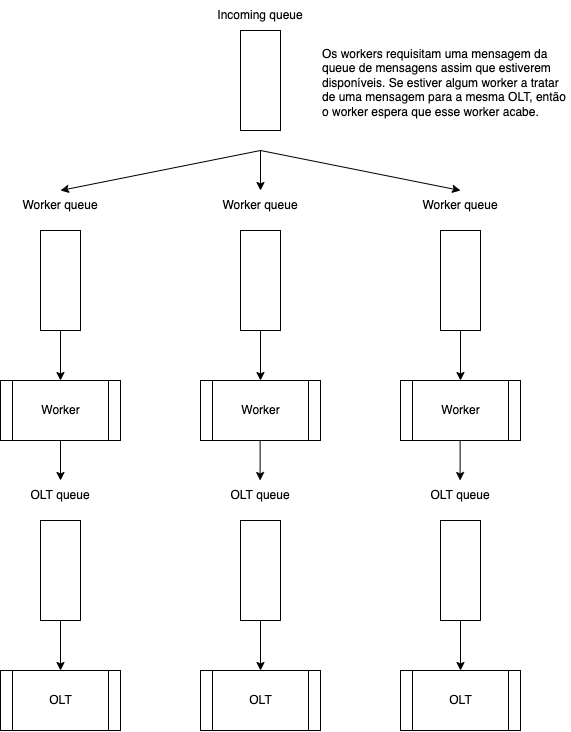 Incoming queue
Os workers requisitam uma mensagem da
queue de mensagens assim que estiverem
disponíveis. Se estiver algum worker a tratar
de uma mensagem para a mesma OLT, então
o worker espera que esse worker acabe.
Worker queue
Worker queue
Worker queue
Worker
Worker
Worker
OLT queue
OLT queue
OLT queue
OLT
OLT
OLT